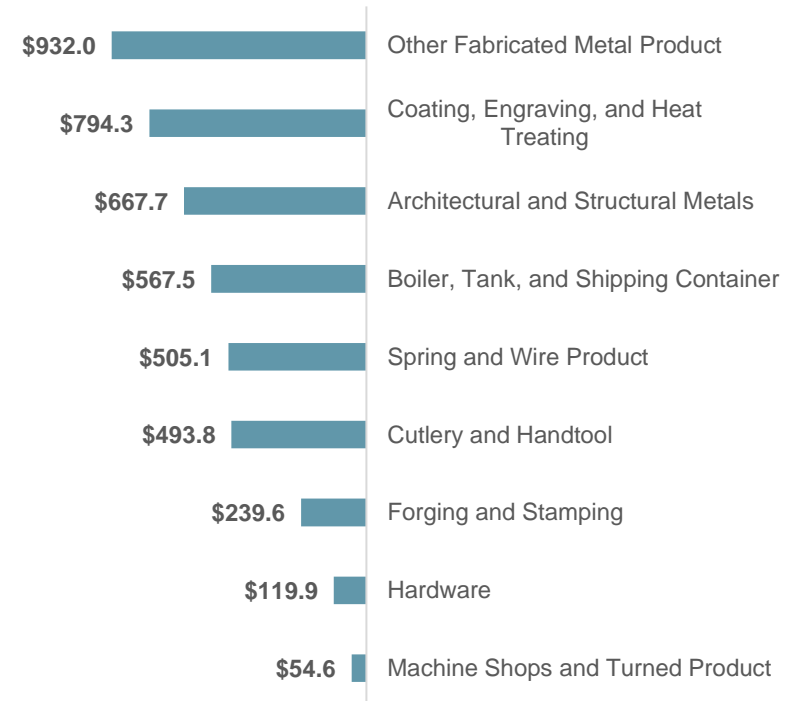 $932.0 Other Fabricated Metal Product
$794.3 Coating, Engraving, and Heat
Treating
$667.7 Architectural and Structural Metals
$567.5 Boiler, Tank, and Shipping Container
$505.1 Spring and Wire Product
$493.8 Cutlery and Handtool
$239.6 Forging and Stamping
$119.9 Hardware
$54.6 Machine Shops and Turned Product